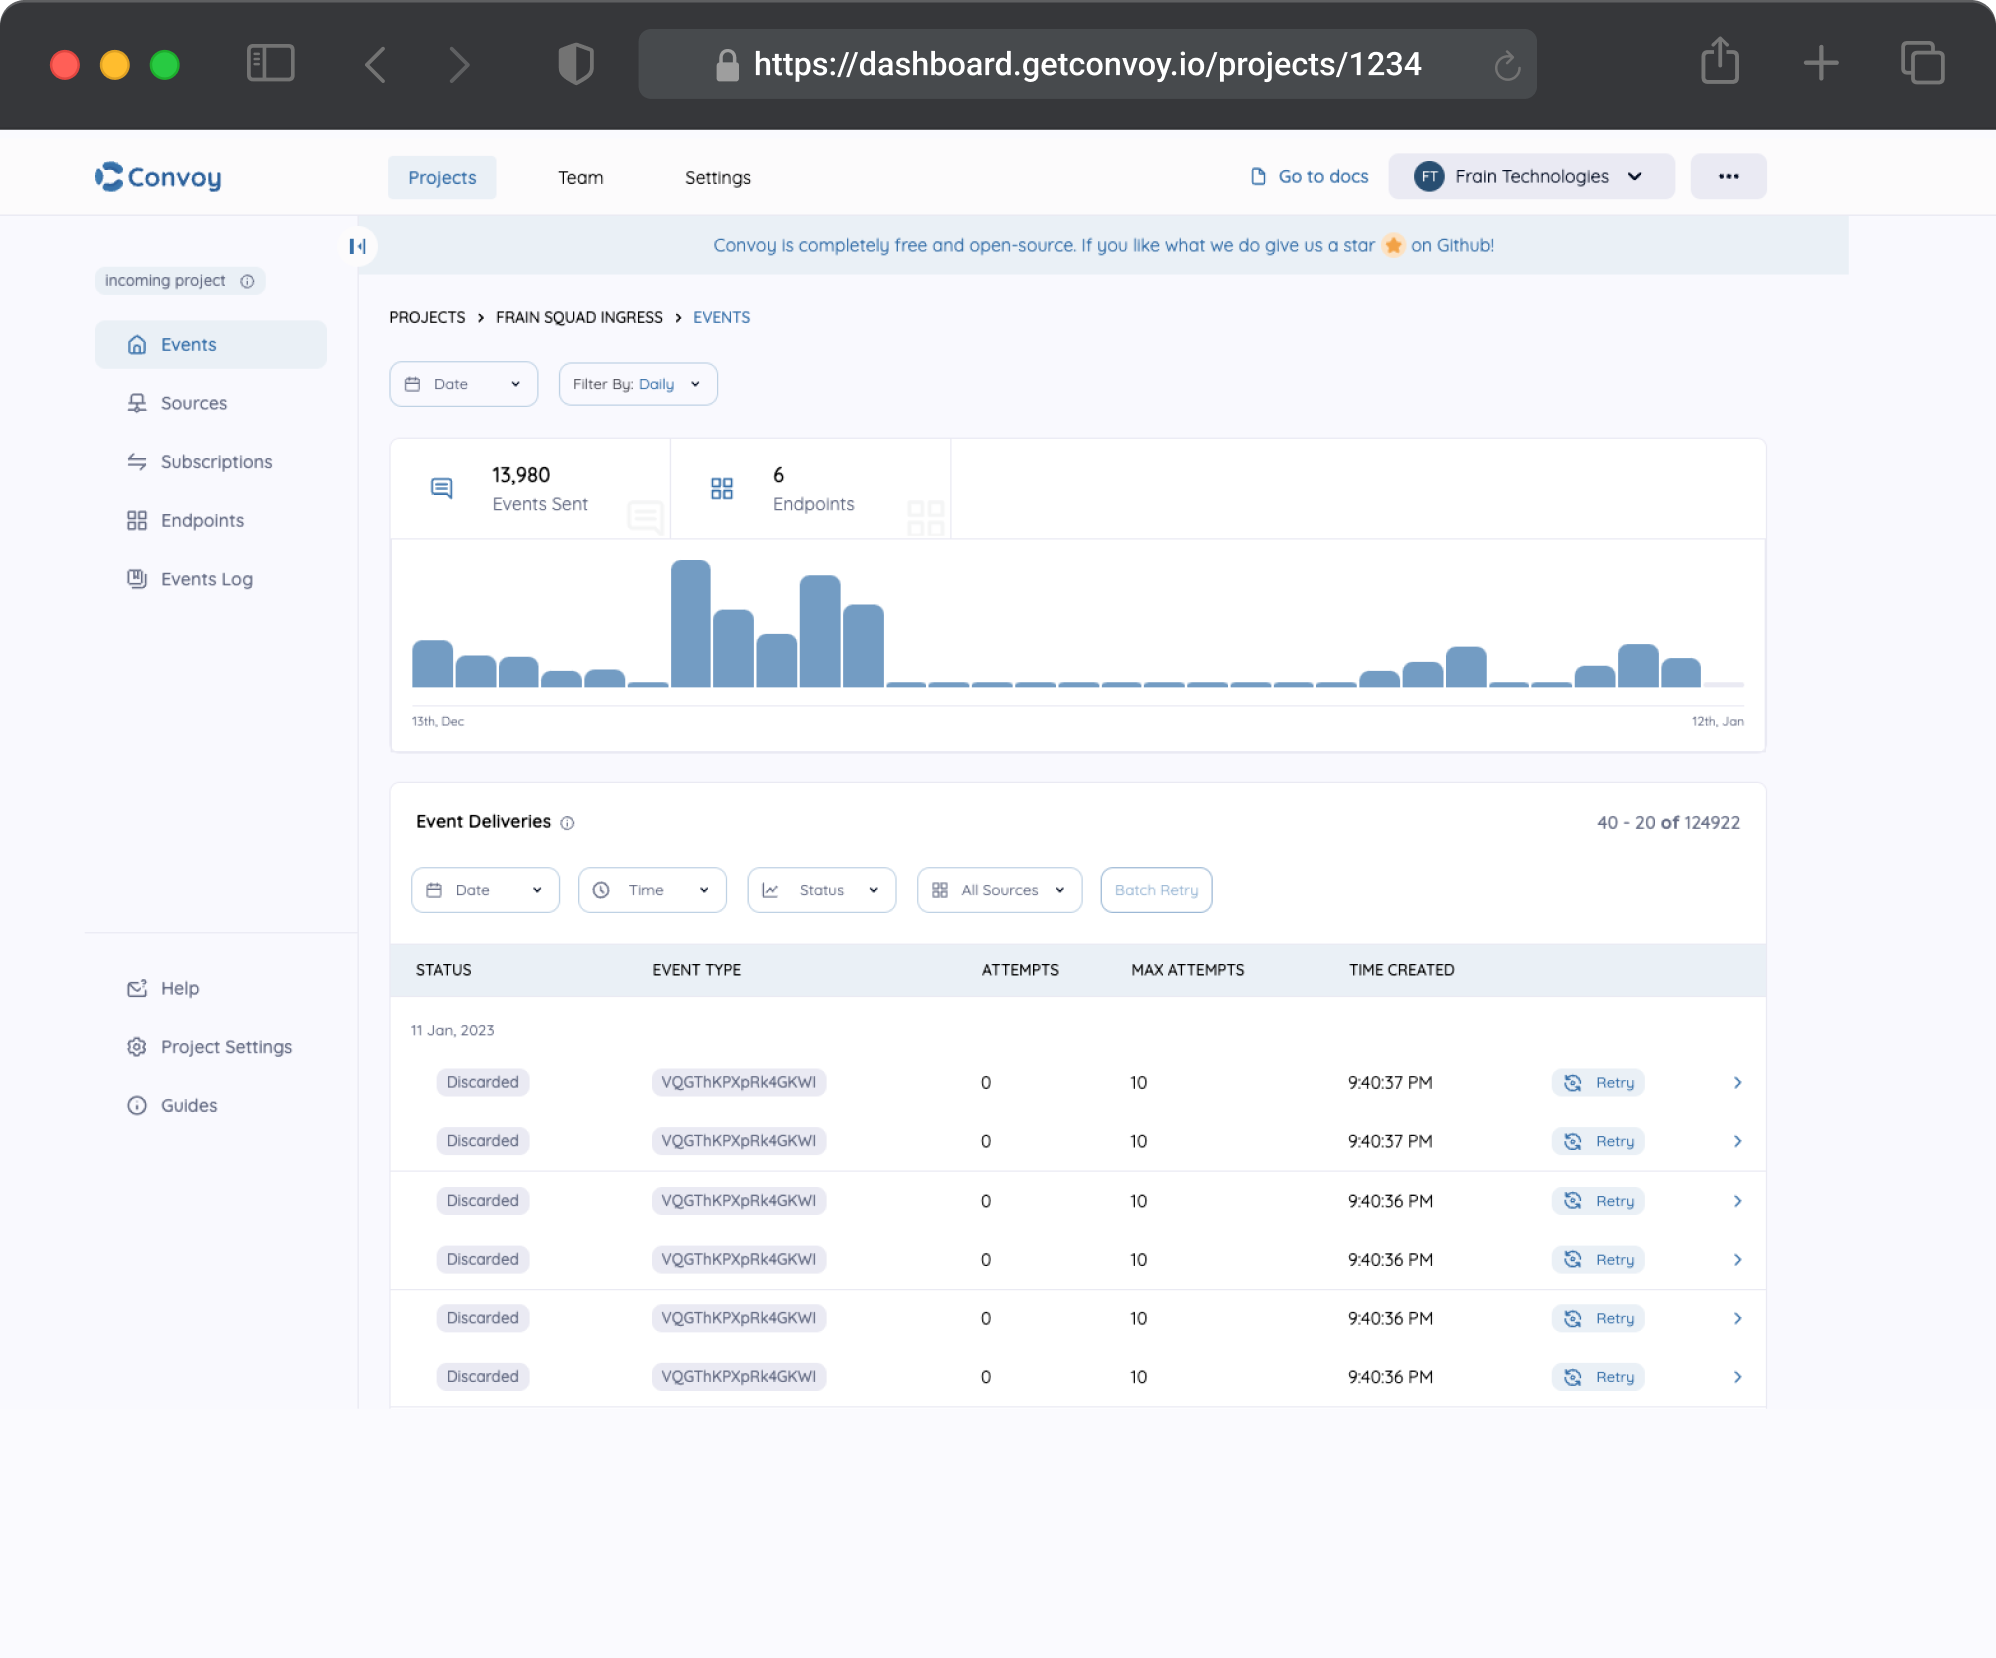 https://dashboard.getconvoy.io/projects/1234
Convoy
Projects Team Settings Go to docs FT Frain Technologies
Convoy is completely free and open-source. If you like what we do give us a star on Github!
incoming project
Events
Sources
Subscriptions
Endpoints
Events Log
Help
Project Settings
Guides
PROJECTS > FRAIN SQUAD INGRESS > EVENTS
Date Filter By: Daily
13,980
Events Sent
6
Endpoints
13th, Dec 12th, Jan
Event Deliveries 40 - 20 of 124922
Date Time Status All Sources Batch Retry
STATUS EVENT TYPE ATTEMPTS MAX ATTEMPTS TIME CREATED
11 Jan, 2023
Discarded VQGThKPXpRk4GKWI 0 10 9:40:37 PM Retry
Discarded VQGThKPXpRk4GKWI 0 10 9:40:37 PM Retry
Discarded VQGThKPXpRk4GKWI 0 10 9:40:36 PM Retry
Discarded VQGThKPXpRk4GKWI 0 10 9:40:36 PM Retry
Discarded VQGThKPXpRk4GKWI 0 10 9:40:36 PM Retry
Discarded VQGThKPXpRk4GKWI 0 10 9:40:36 PM Retry